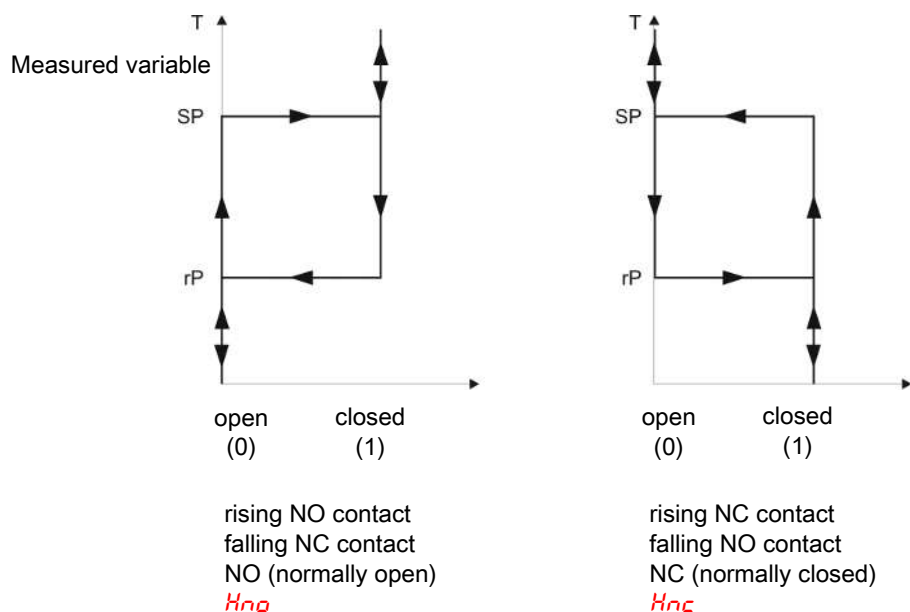 T
Measured variable
SP
rP
open
(0)
closed
(1)
rising NO contact
falling NC contact
NO (normally open)
Hno
T
SP
rP
open
(0)
closed
(1)
rising NC contact
falling NO contact
NC (normally closed)
Hnc